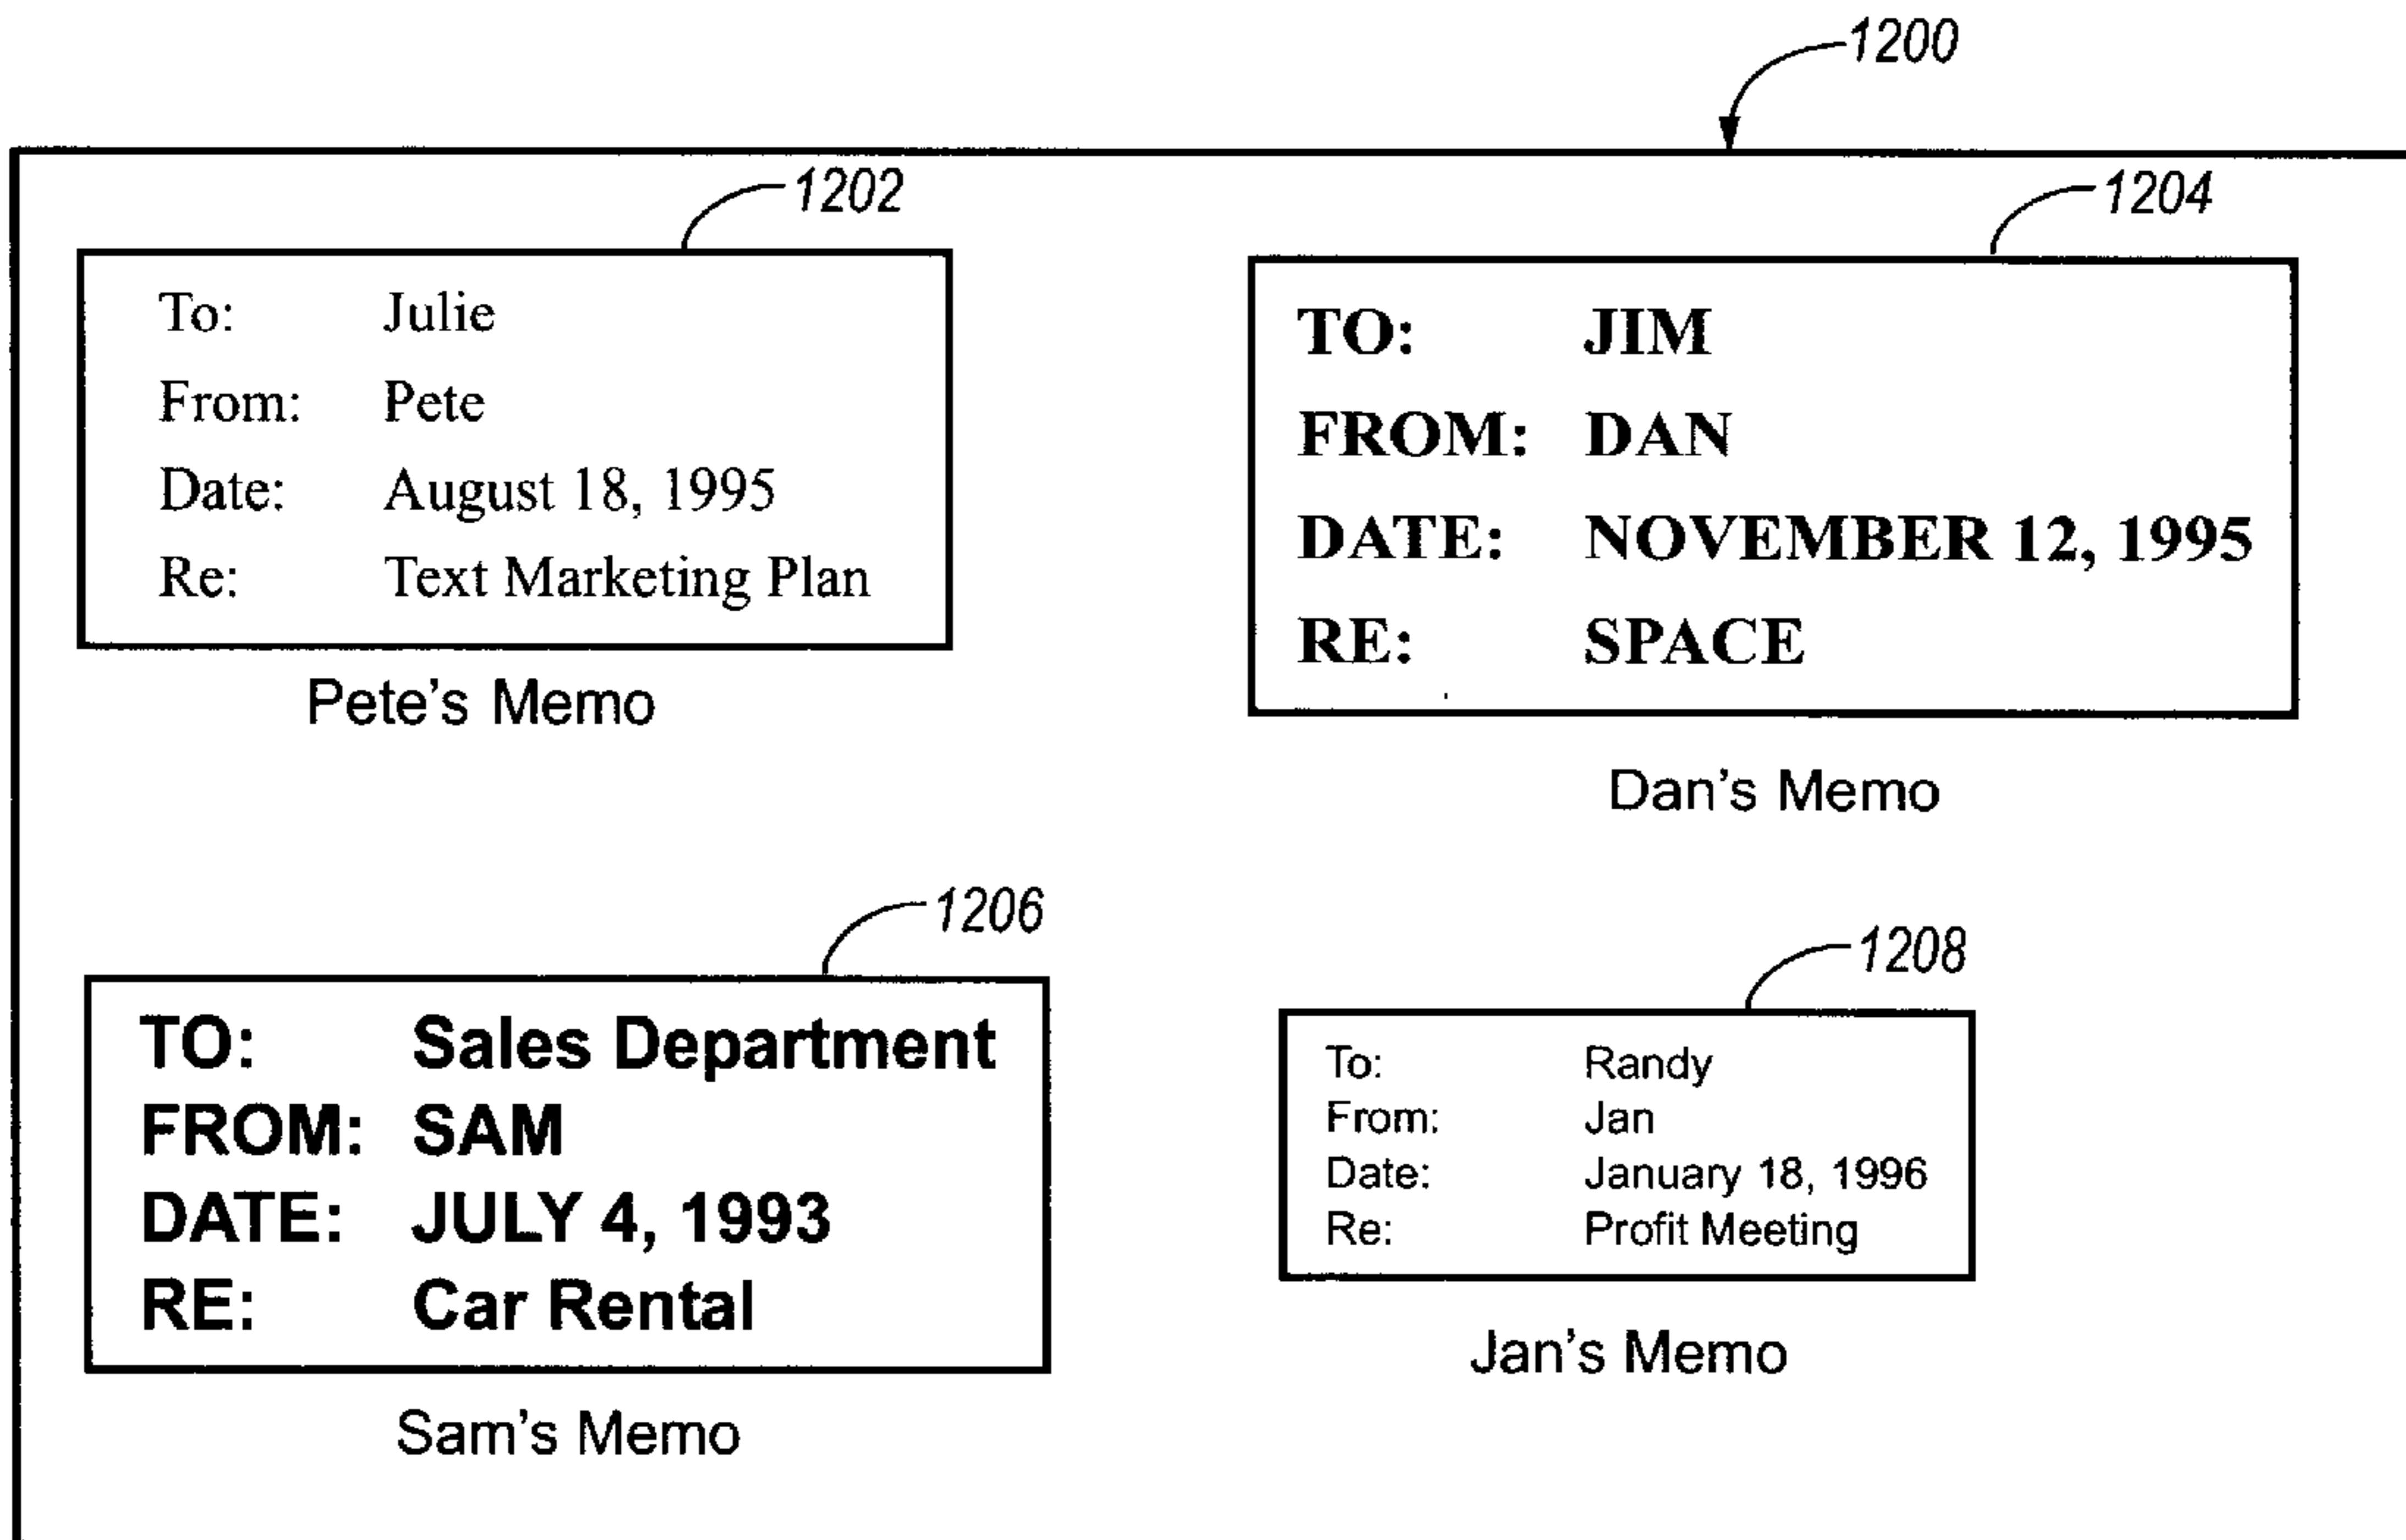 1200
1202
To: Julie
From: Pete
Date: August 18, 1995
Re: Text Marketing Plan
Pete's Memo
1204
TO: JIM
FROM: DAN
DATE: NOVEMBER 12, 1995
RE: SPACE
Dan's Memo
1206
TO: Sales Department
FROM: SAM
DATE: JULY 4, 1993
RE: Car Rental
Sam's Memo
1208
To: Randy
From: Jan
Date: January 18, 1996
Re: Profit Meeting
Jan's Memo